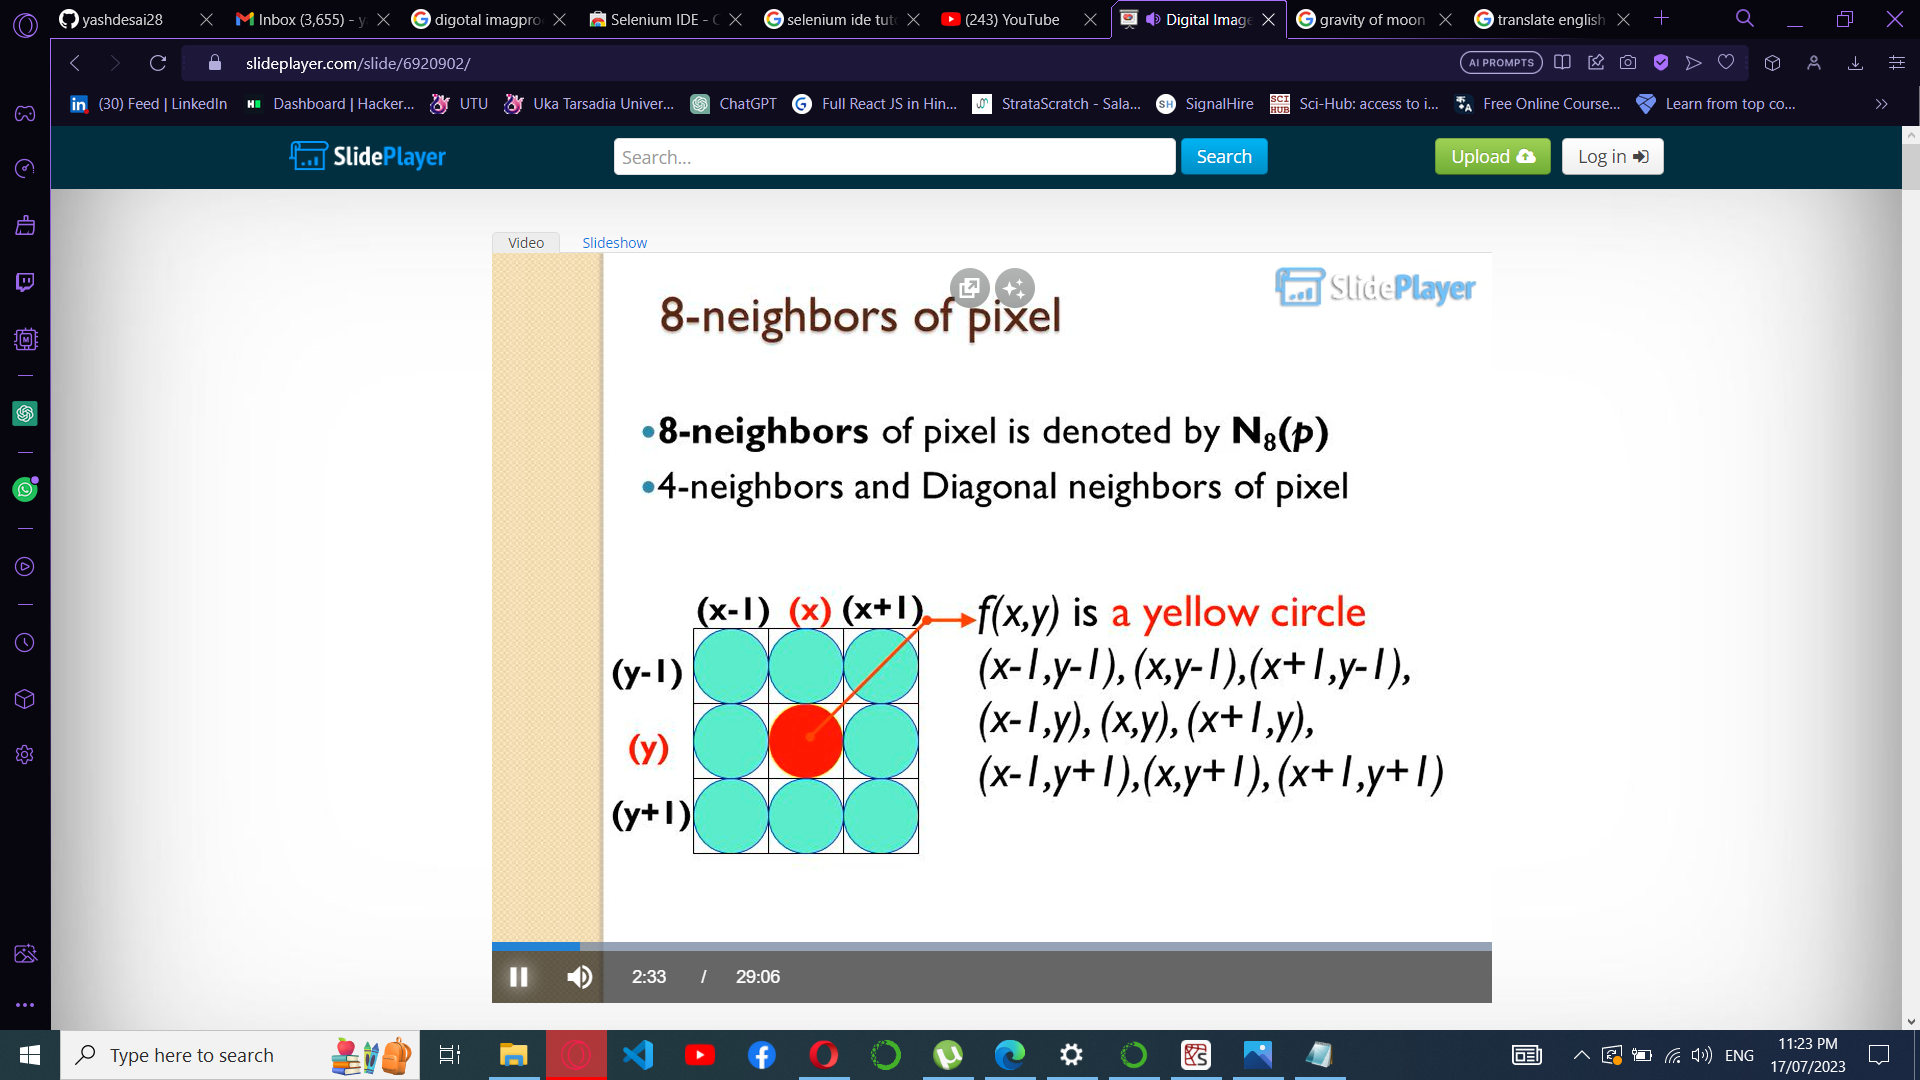 yashdesai28
Inbox (3,655) - y
digotal imagpro
Selenium IDE - C
selenium ide tut
(243) YouTube
Digital Image
gravity of moon
translate english
slideplayer.com/slide/6920902/
AI PROMPTS
(30) Feed | LinkedIn
Dashboard | Hacker...
UTU
Uka Tarsadia Univer...
ChatGPT
Full React JS in Hin...
StrataScratch - Sala...
SH SignalHire
SCI HUB Sci-Hub: access to i...
Free Online Course...
Learn from top co...
SlidePlayer
Search...
Search
Upload
Log in
Video
Slideshow
SlidePlayer
8-neighbors of pixel
•8-neighbors of pixel is denoted by N8(p)
•4-neighbors and Diagonal neighbors of pixel
(x-1) (x) (x+1)
f(x,y) is a yellow circle
(y-1)
(x-1,y-1), (x,y-1),(x+1,y-1),
(y)
(x-1,y), (x,y), (x+1,y),
(y+1)
(x-1,y+1),(x,y+1), (x+1,y+1)
2:33 / 29:06
Type here to search
ENG
11:23 PM
17/07/2023